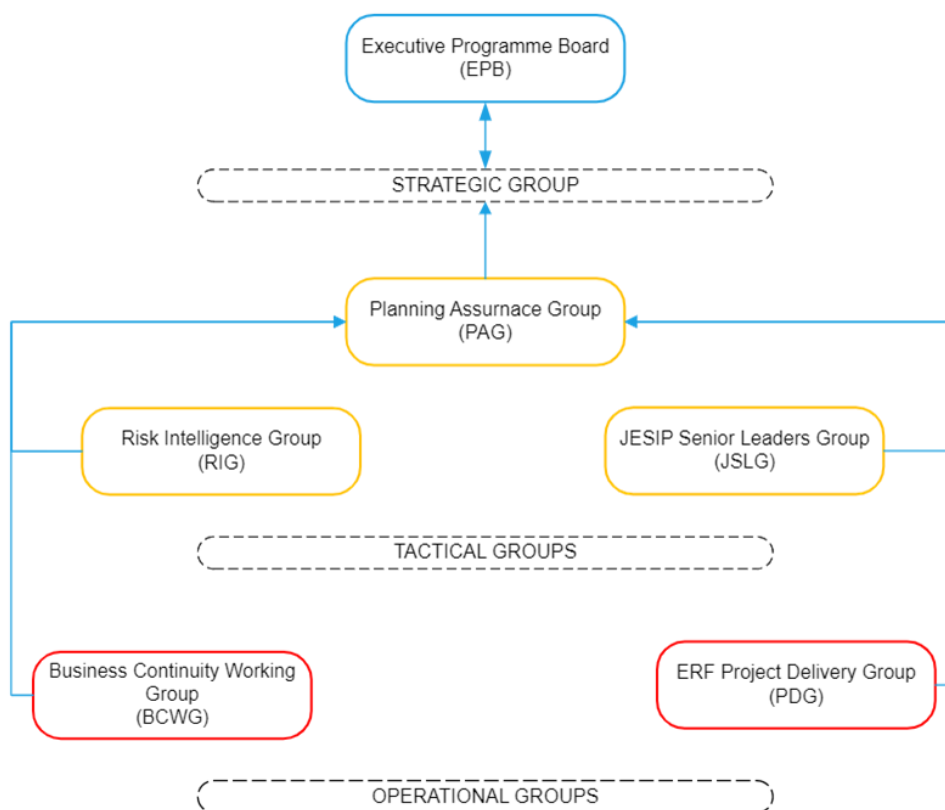 Executive Programme Board
(EPB)
STRATEGIC GROUP
Planning Assurnace Group
(PAG)
Risk Intelligence Group
(RIG)
JESIP Senior Leaders Group
(JSLG)
TACTICAL GROUPS
Business Continuity Working
Group
(BCWG)
ERF Project Delivery Group
(PDG)
OPERATIONAL GROUPS